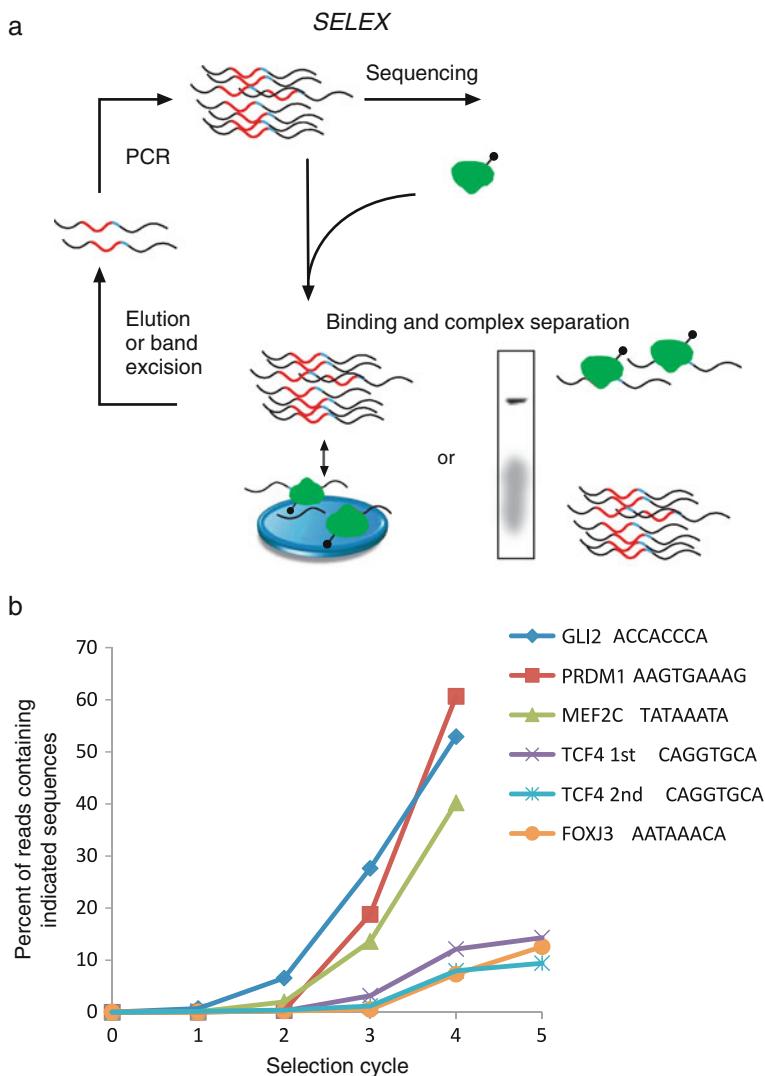 a
SELEX
Sequencing
PCR
Elution
or band
excision
Binding and complex separation
or
b
Percent of reads containing
indicated sequences
70
60
50
40
30
20
10
0
0 1 2 3 4 5
Selection cycle
GLI2 ACCACCCA
PRDM1 AAGTGAAAG
MEF2C TATAAATA
TCF4 1st CAGGTGCA
TCF4 2nd CAGGTGCA
FOXJ3 AATAAACA